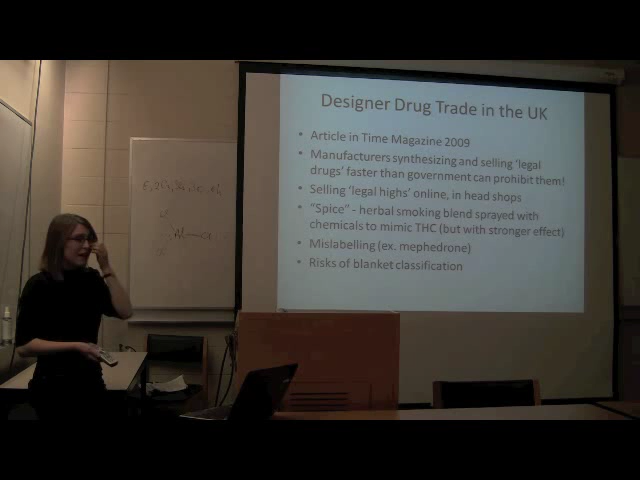 Designer Drug Trade in the UK
• Article in Time Magazine 2009
• Manufacturers synthesizing and selling 'legal
drugs' faster than government can prohibit them!
• Selling 'legal highs' online, in head shops
• "Spice" - herbal smoking blend sprayed with
chemicals to mimic THC (but with stronger effect)
• Mislabelling (ex. mephedrone)
• Risks of blanket classification